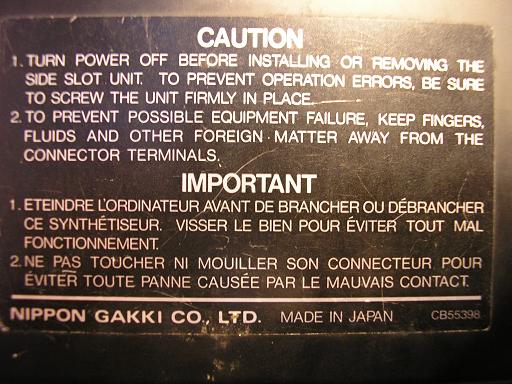 CAUTION
1. TURN POWER OFF BEFORE INSTALLING OR REMOVING THE
SIDE SLOT UNIT. TO PREVENT OPERATION ERRORS, BE SURE
TO SCREW THE UNIT FIRMLY IN PLACE.
2. TO PREVENT POSSIBLE EQUIPMENT FAILURE, KEEP FINGERS,
FLUIDS AND OTHER FOREIGN MATTER AWAY FROM THE
CONNECTOR TERMINALS.
IMPORTANT
1. ETEINDRE L'ORDINATEUR AVANT DE BRANCHER OU DÉBRANCHER
CE SYNTHÉTISEUR. VISSER LE BIEN POUR ÉVITER TOUT MAL
FONCTIONNEMENT.
2. NE PAS TOUCHER NI MOUILLER SON CONNECTEUR POUR
ÉVITER TOUTE PANNE CAUSÉE PAR LE MAUVAIS CONTACT.
NIPPON GAKKI CO., LTD. MADE IN JAPAN CB55398